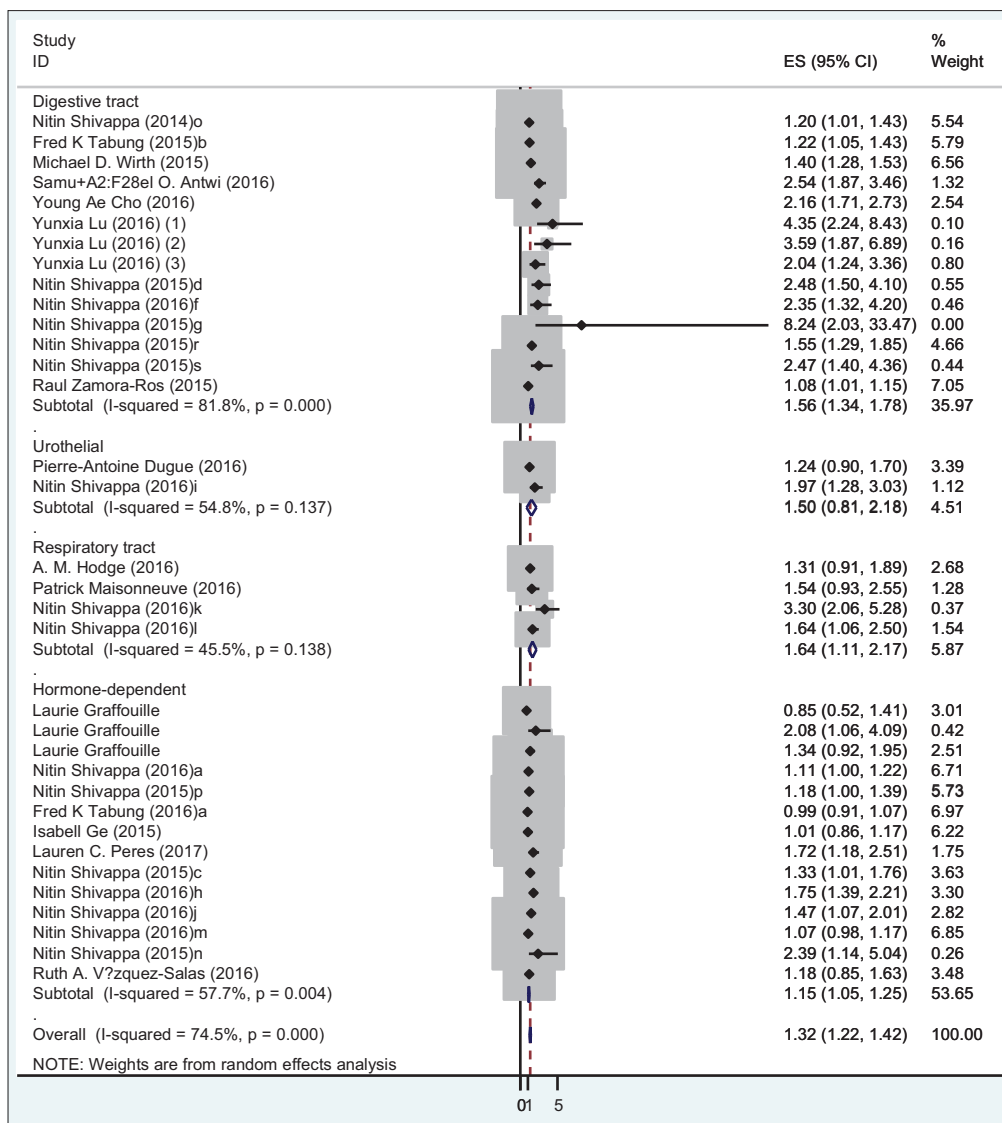 Study %
ID ES (95% CI) Weight
Digestive tract
Nitin Shivappa (2014)o 1.20 (1.01, 1.43) 5.54
Fred K Tabung (2015)b 1.22 (1.05, 1.43) 5.79
Michael D. Wirth (2015) 1.40 (1.28, 1.53) 6.56
Samu+A2:F28el O. Antwi (2016) 2.54 (1.87, 3.46) 1.32
Young Ae Cho (2016) 2.16 (1.71, 2.73) 2.54
Yunxia Lu (2016) (1) 4.35 (2.24, 8.43) 0.10
Yunxia Lu (2016) (2) 3.59 (1.87, 6.89) 0.16
Yunxia Lu (2016) (3) 2.04 (1.24, 3.36) 0.80
Nitin Shivappa (2015)d 2.48 (1.50, 4.10) 0.55
Nitin Shivappa (2016)f 2.35 (1.32, 4.20) 0.46
Nitin Shivappa (2015)g 8.24 (2.03, 33.47) 0.00
Nitin Shivappa (2015)r 1.55 (1.29, 1.85) 4.66
Nitin Shivappa (2015)s 2.47 (1.40, 4.36) 0.44
Raul Zamora-Ros (2015) 1.08 (1.01, 1.15) 7.05
Subtotal (I-squared = 81.8%, p = 0.000) 1.56 (1.34, 1.78) 35.97
.
Urothelial
Pierre-Antoine Dugue (2016) 1.24 (0.90, 1.70) 3.39
Nitin Shivappa (2016)i 1.97 (1.28, 3.03) 1.12
Subtotal (I-squared = 54.8%, p = 0.137) 1.50 (0.81, 2.18) 4.51
.
Respiratory tract
A. M. Hodge (2016) 1.31 (0.91, 1.89) 2.68
Patrick Maisonneuve (2016) 1.54 (0.93, 2.55) 1.28
Nitin Shivappa (2016)k 3.30 (2.06, 5.28) 0.37
Nitin Shivappa (2016)l 1.64 (1.06, 2.50) 1.54
Subtotal (I-squared = 45.5%, p = 0.138) 1.64 (1.11, 2.17) 5.87
.
Hormone-dependent
Laurie Graffouille 0.85 (0.52, 1.41) 3.01
Laurie Graffouille 2.08 (1.06, 4.09) 0.42
Laurie Graffouille 1.34 (0.92, 1.95) 2.51
Nitin Shivappa (2016)a 1.11 (1.00, 1.22) 6.71
Nitin Shivappa (2015)p 1.18 (1.00, 1.39) 5.73
Fred K Tabung (2016)a 0.99 (0.91, 1.07) 6.97
Isabell Ge (2015) 1.01 (0.86, 1.17) 6.22
Lauren C. Peres (2017) 1.72 (1.18, 2.51) 1.75
Nitin Shivappa (2015)c 1.33 (1.01, 1.76) 3.63
Nitin Shivappa (2016)h 1.75 (1.39, 2.21) 3.30
Nitin Shivappa (2016)j 1.47 (1.07, 2.01) 2.82
Nitin Shivappa (2016)m 1.07 (0.98, 1.17) 6.85
Nitin Shivappa (2015)n 2.39 (1.14, 5.04) 0.26
Ruth A. V?zquez-Salas (2016) 1.18 (0.85, 1.63) 3.48
Subtotal (I-squared = 57.7%, p = 0.004) 1.15 (1.05, 1.25) 53.65
.
Overall (I-squared = 74.5%, p = 0.000) 1.32 (1.22, 1.42) 100.00
NOTE: Weights are from random effects analysis
0 1 5